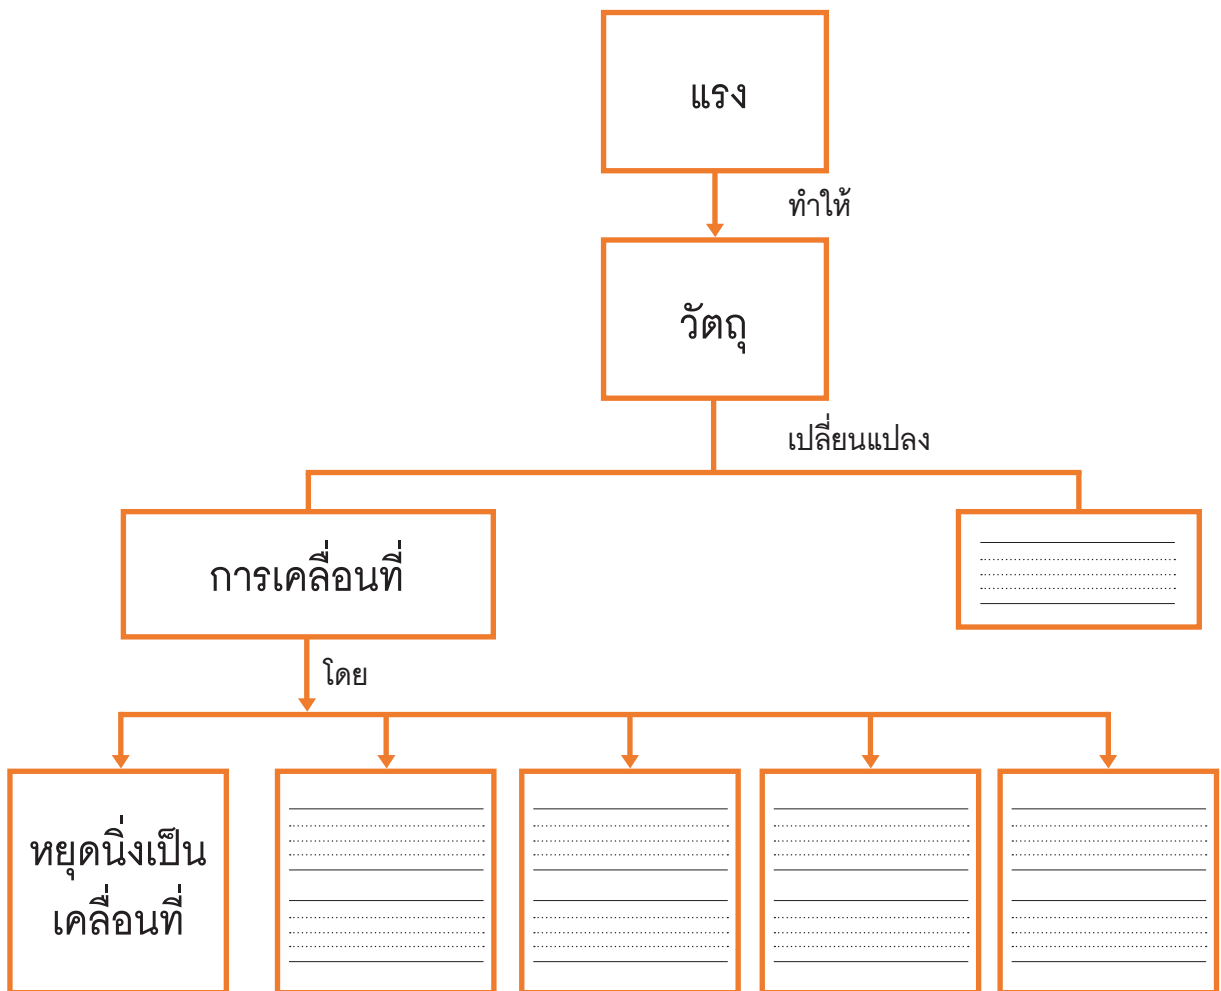 แรง
ทำให้
วัตถุ
เปลี่ยนแปลง
การเคลื่อนที่
โดย
หยุดนิ่งเป็น
เคลื่อนที่